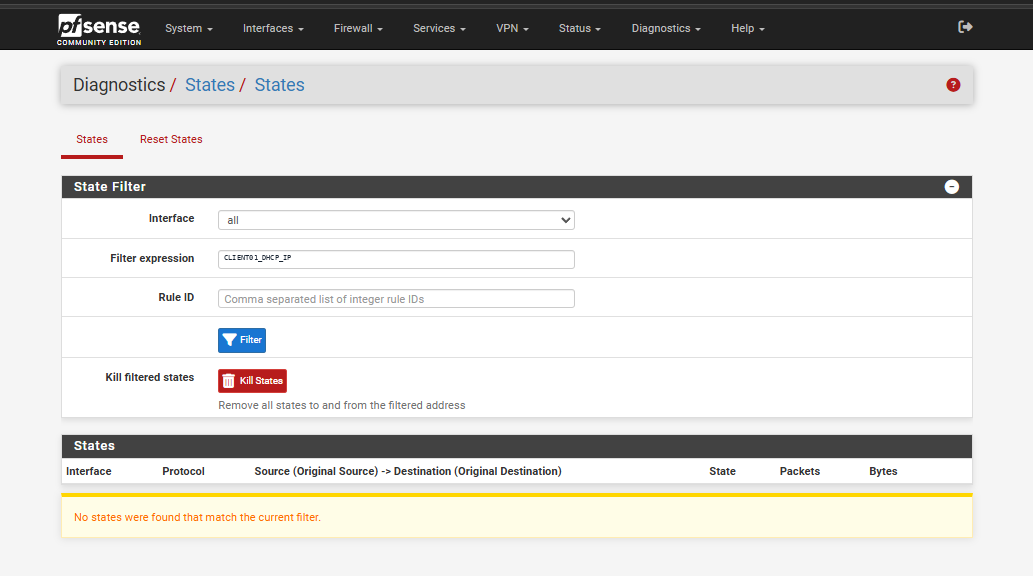 pfsense
COMMUNITY EDITION
System Interfaces Firewall Services VPN Status Diagnostics Help
Diagnostics / States / States
?
States Reset States
State Filter
Interface all
Filter expression CLIENT01_DHCP_IP
Rule ID Comma separated list of integer rule IDs
Filter
Kill filtered states Kill States
Remove all states to and from the filtered address
States
Interface Protocol Source (Original Source) -> Destination (Original Destination) State Packets Bytes
No states were found that match the current filter.